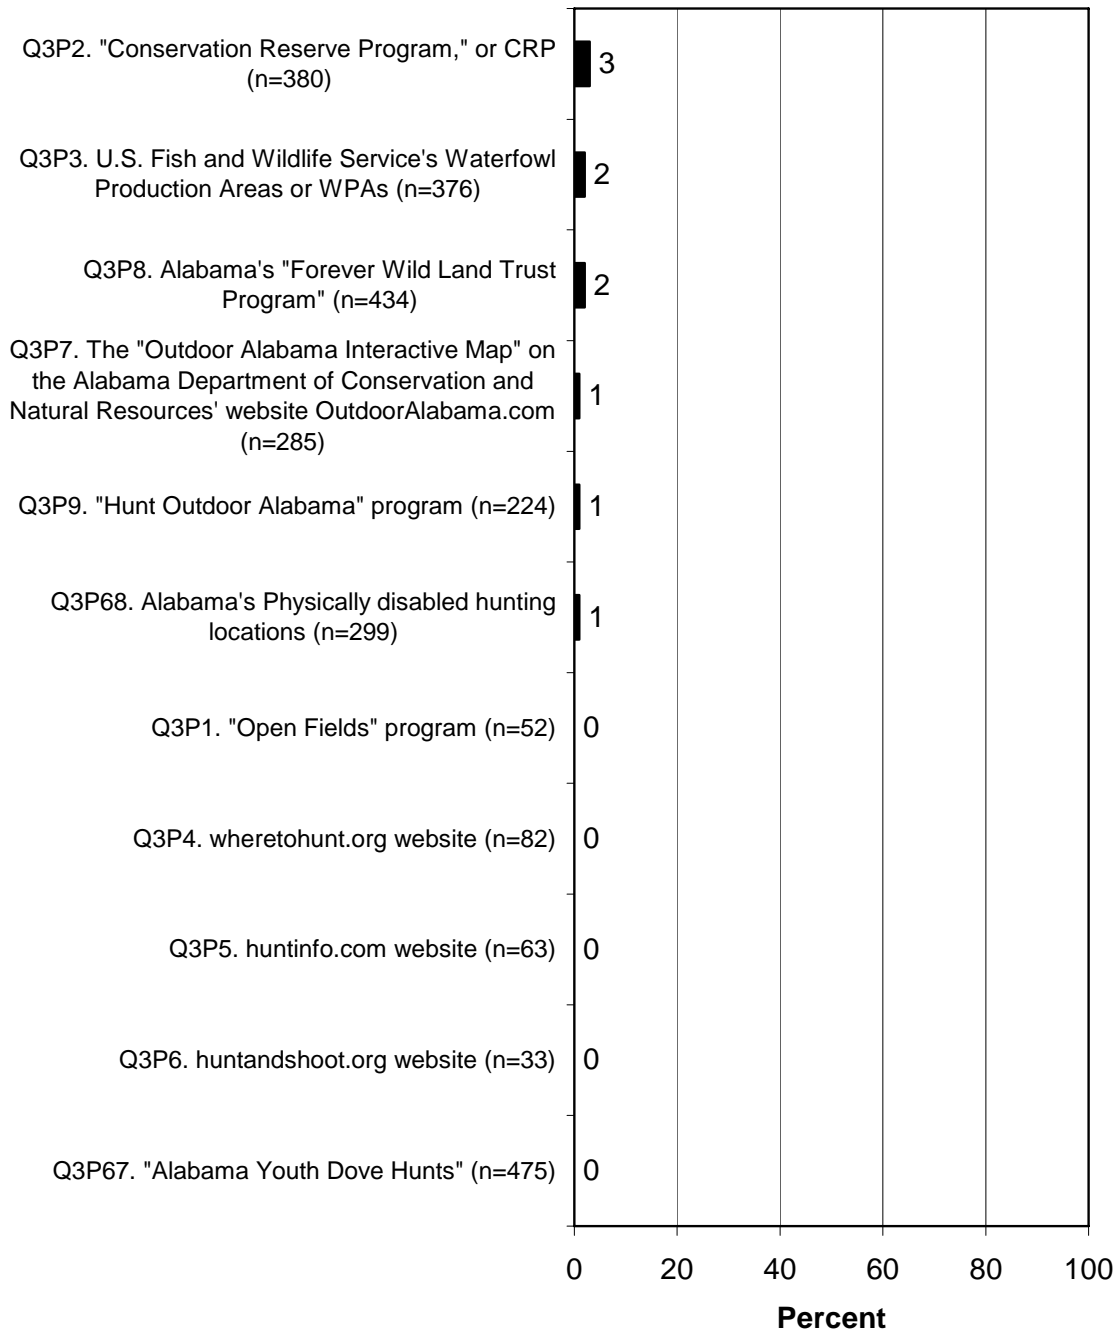 Q3P2. "Conservation Reserve Program," or CRP
(n=380)
3
Q3P3. U.S. Fish and Wildlife Service's Waterfowl
Production Areas or WPAs (n=376)
2
Q3P8. Alabama's "Forever Wild Land Trust
Program" (n=434)
2
Q3P7. The "Outdoor Alabama Interactive Map" on
the Alabama Department of Conservation and
Natural Resources' website OutdoorAlabama.com
(n=285)
1
Q3P9. "Hunt Outdoor Alabama" program (n=224)
1
Q3P68. Alabama's Physically disabled hunting
locations (n=299)
1
Q3P1. "Open Fields" program (n=52)
0
Q3P4. wheretohunt.org website (n=82)
0
Q3P5. huntinfo.com website (n=63)
0
Q3P6. huntandshoot.org website (n=33)
0
Q3P67. "Alabama Youth Dove Hunts" (n=475)
0
0 20 40 60 80 100
Percent